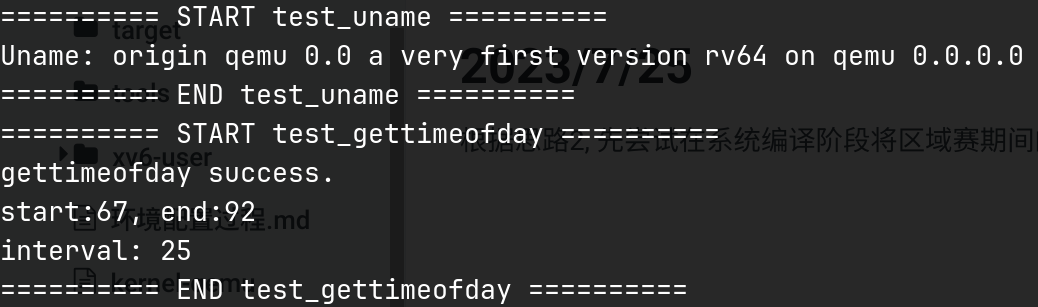 ========== START test_uname ==========
Uname: origin qemu 0.0 a very first version rv64 on qemu 0.0.0.0
========== END test_uname ==========
========== START test_gettimeofday ==========
gettimeofday success.
start:67, end:92
interval: 25
========== END test_gettimeofday ==========
target
tools
xv6-user
环境配置过程.md
2023/7/25
根据思路2, 先尝试在系统编译阶段将区域赛期间